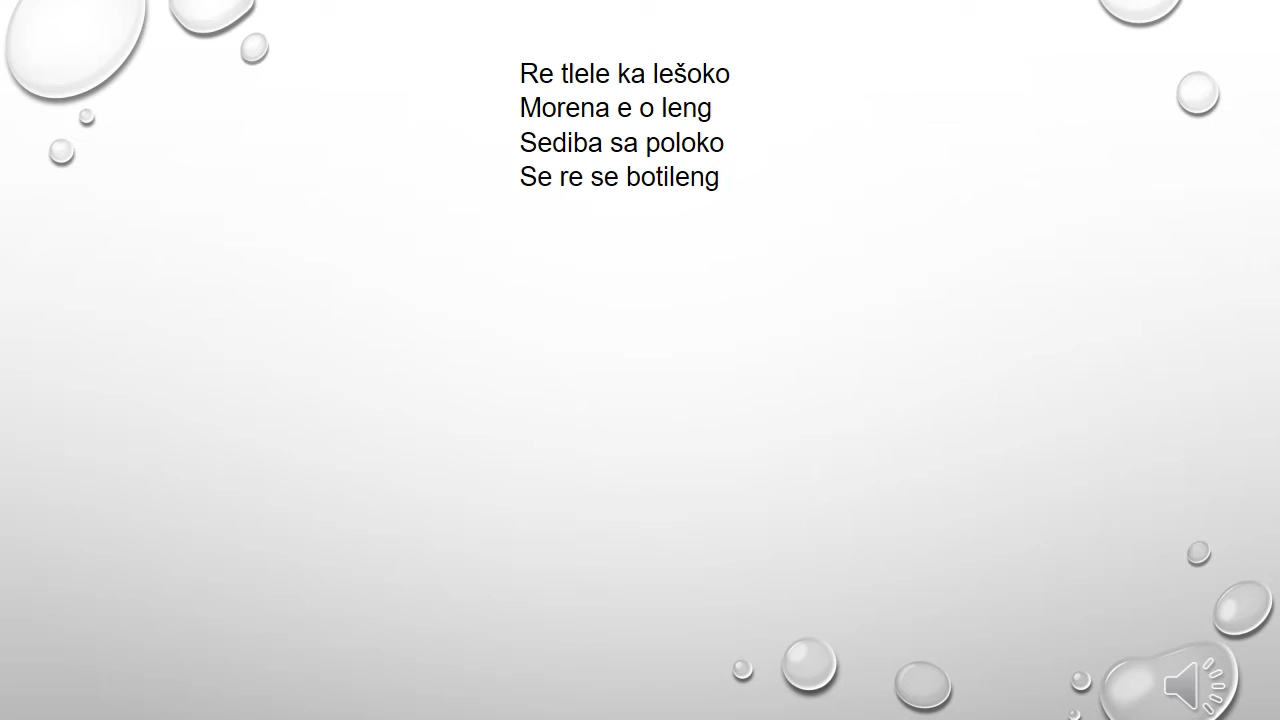 Re tlele ka lešoko
Morena e o leng
Sediba sa poloko
Se re se botileng